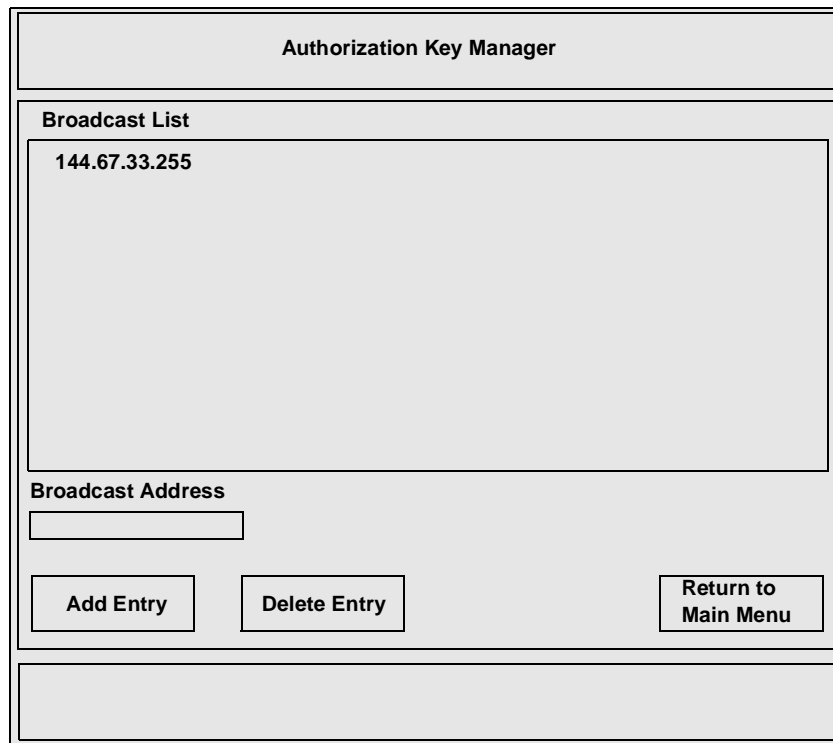 Authorization Key Manager
Broadcast List
144.67.33.255
Broadcast Address
Add Entry
Delete Entry
Return to
Main Menu